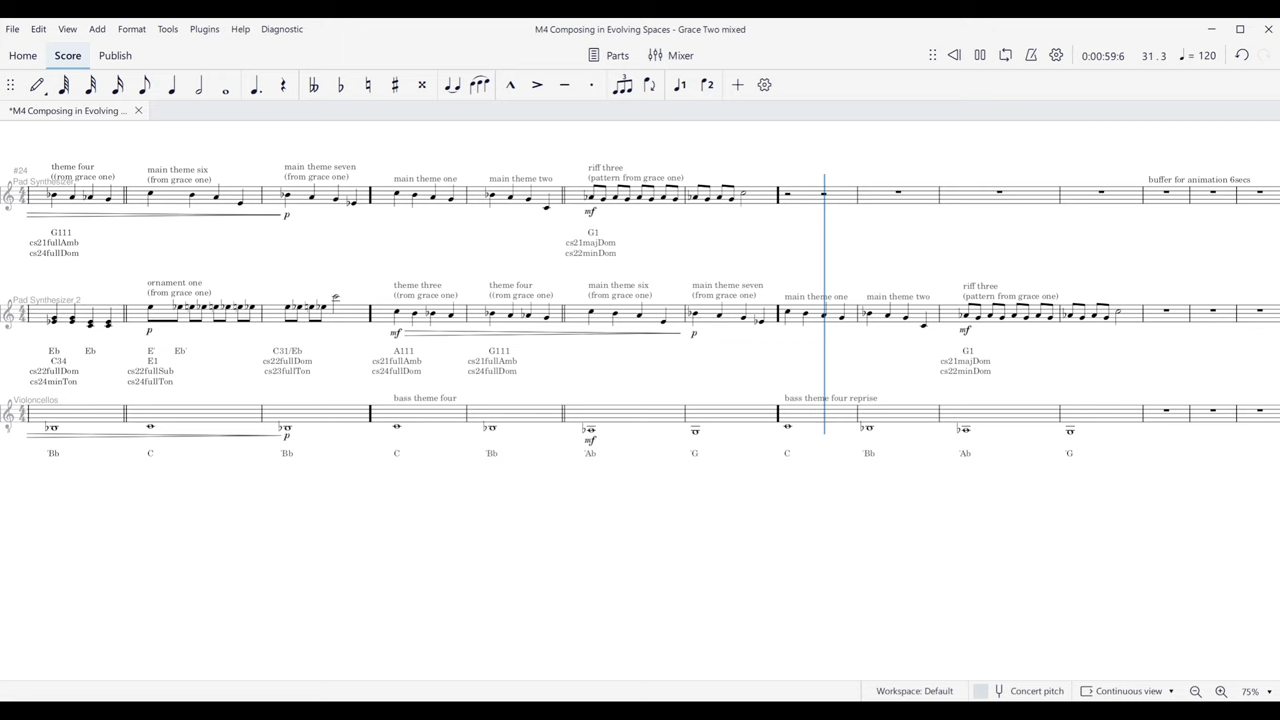 File Edit View Add Format Tools Plugins Help Diagnostic
M4 Composing in Evolving Spaces - Grace Two mixed
Home Score Publish
Parts Mixer
0:00:59:6 31 . 3 = 120
*M4 Composing in Evolving ...
#24
theme four
((rom grace one)
main theme six
(from grace one)
main theme seven
(from grace one)
main theme one
main theme two
riff three
(pattern from grace one)
buffer for animation 6secs
Pad Synthesizer
p
mf
G111
cs21fullAmb
cs24fullDom
G1
cs21majDom
cs22minDom
ornament one
(from grace one)
theme three
((rom grace one)
theme four
((rom grace one)
main theme six
(from grace one)
main theme seven
(from grace one)
main theme one
main theme two
riff three
(pattern from grace one)
Pad Synthesizer 2
p
mf
p
mf
Eb Eb
C34
cs22fullDom
cs24minTon
E' Eb'
E1
cs22fullSub
cs24fullTon
C31/Eb
cs22fullDom
cs23fullTon
A111
cs21fullAmb
cs24fullDom
G111
cs21fullAmb
cs24fullDom
G1
cs21majDom
cs22minDom
Violoncellos
bass theme four
bass theme four reprise
p
mf
'Bb C 'Bb C 'Bb 'Ab 'G C 'Bb 'Ab 'G
Workspace: Default Concert pitch Continuous view 75%